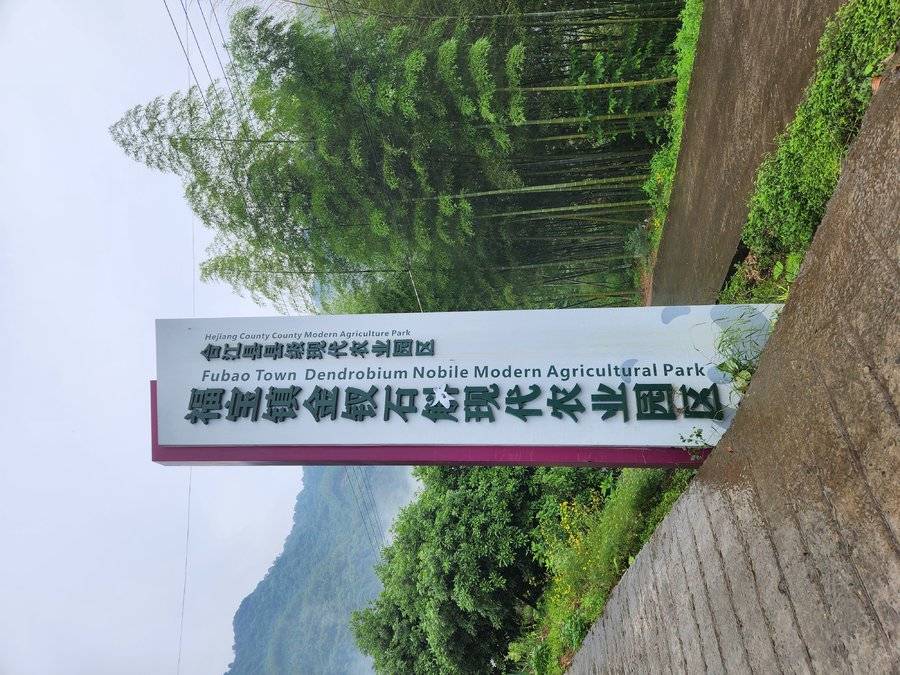 Hejiang County County Modern Agriculture Park
合江县县级现代农业园区
Fubao Town Dendrobium Nobile Modern Agricultural Park
福宝镇金钗石斛现代农业园区